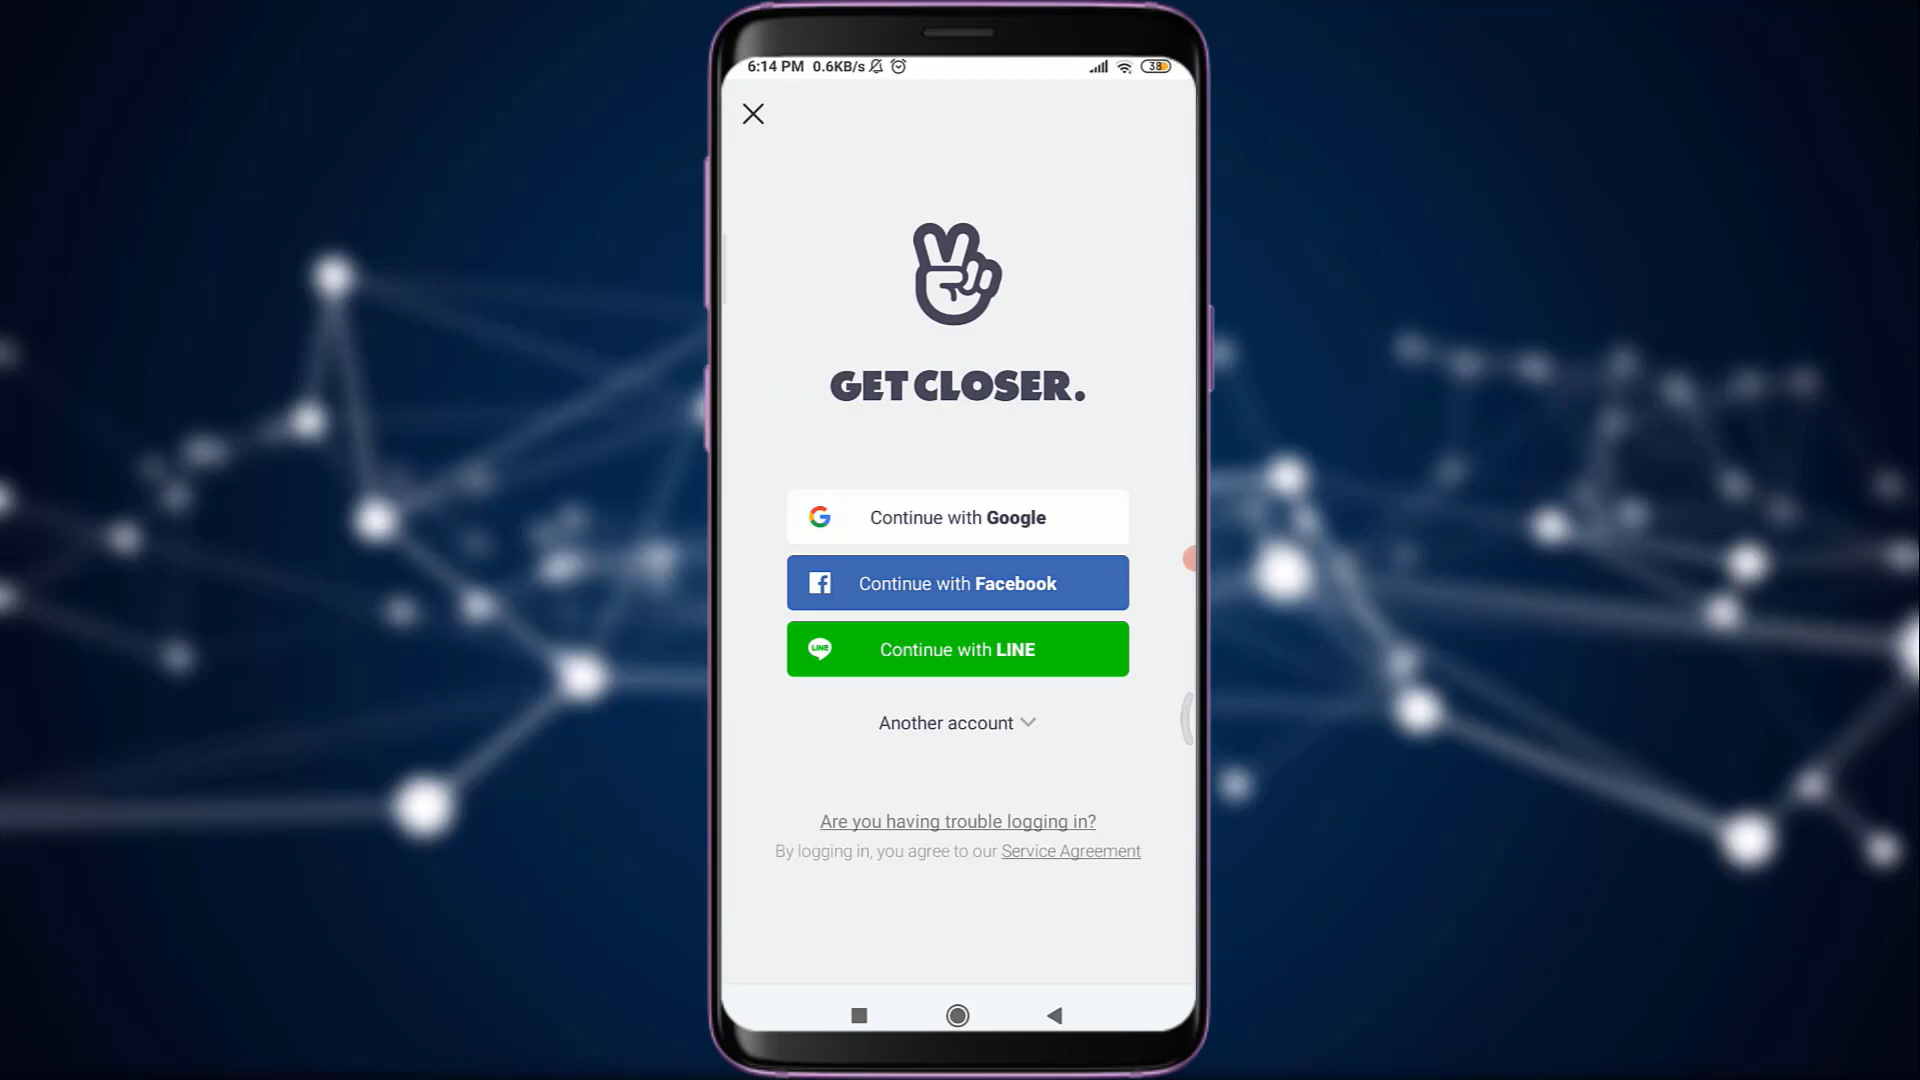 6:14 PM 0.6KB/s 38
GET CLOSER.
Continue with Google
Continue with Facebook
LINE Continue with LINE
Another account
Are you having trouble logging in?
By logging in, you agree to our Service Agreement